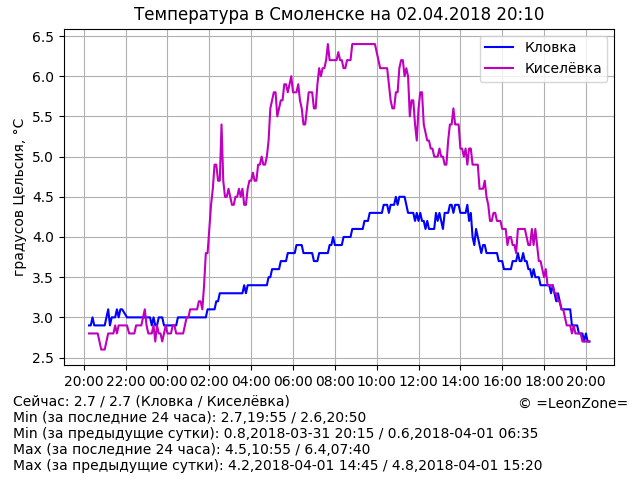 Температура в Смоленске на 02.04.2018 20:10
градусов Цельсия, °C
6.5
6.0
5.5
5.0
4.5
4.0
3.5
3.0
2.5
Кловка
Киселёвка
20:00 22:00 00:00 02:00 04:00 06:00 08:00 10:00 12:00 14:00 16:00 18:00 20:00
Сейчас: 2.7 / 2.7 (Кловка / Киселёвка)
© =LeonZone=
Min (за последние 24 часа): 2.7,19:55 / 2.6,20:50
Min (за предыдущие сутки): 0.8,2018-03-31 20:15 / 0.6,2018-04-01 06:35
Max (за последние 24 часа): 4.5,10:55 / 6.4,07:40
Max (за предыдущие сутки): 4.2,2018-04-01 14:45 / 4.8,2018-04-01 15:20